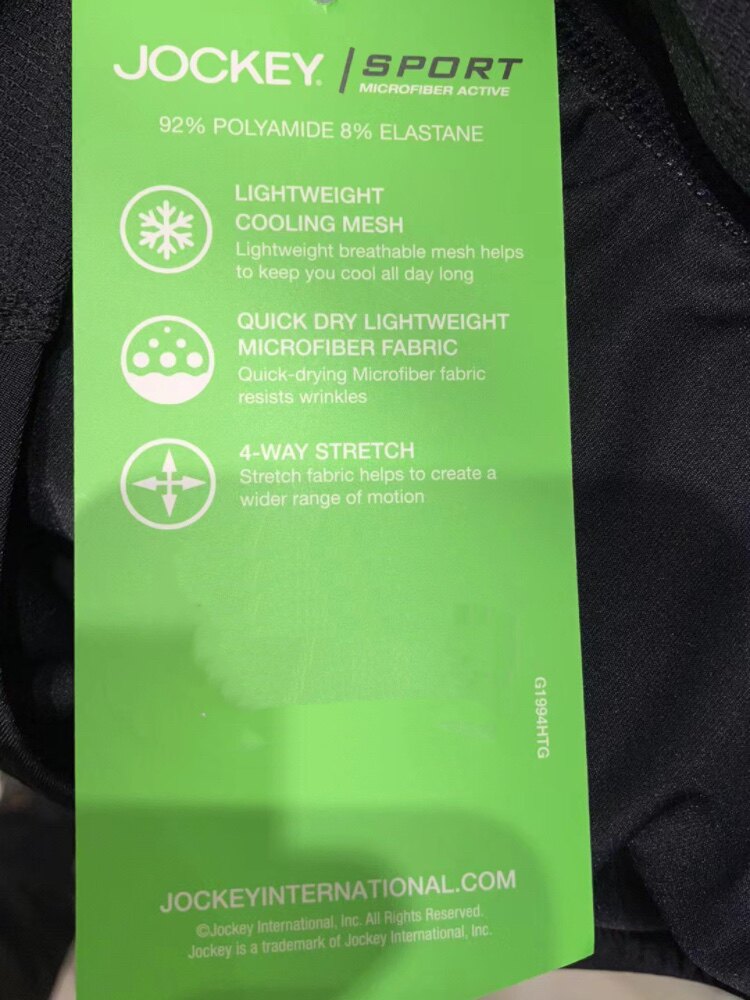 JOCKEY. | SPORT
MICROFIBER ACTIVE
92% POLYAMIDE 8% ELASTANE
LIGHTWEIGHT
COOLING MESH
Lightweight breathable mesh helps
to keep you cool all day long
QUICK DRY LIGHTWEIGHT
MICROFIBER FABRIC
Quick-drying Microfiber fabric
resists wrinkles
4-WAY STRETCH
Stretch fabric helps to create a
wider range of motion
G1994HTG
JOCKEYINTERNATIONAL.COM
©Jockey International, Inc. All Rights Reserved.
Jockey is a trademark of Jockey International, Inc.